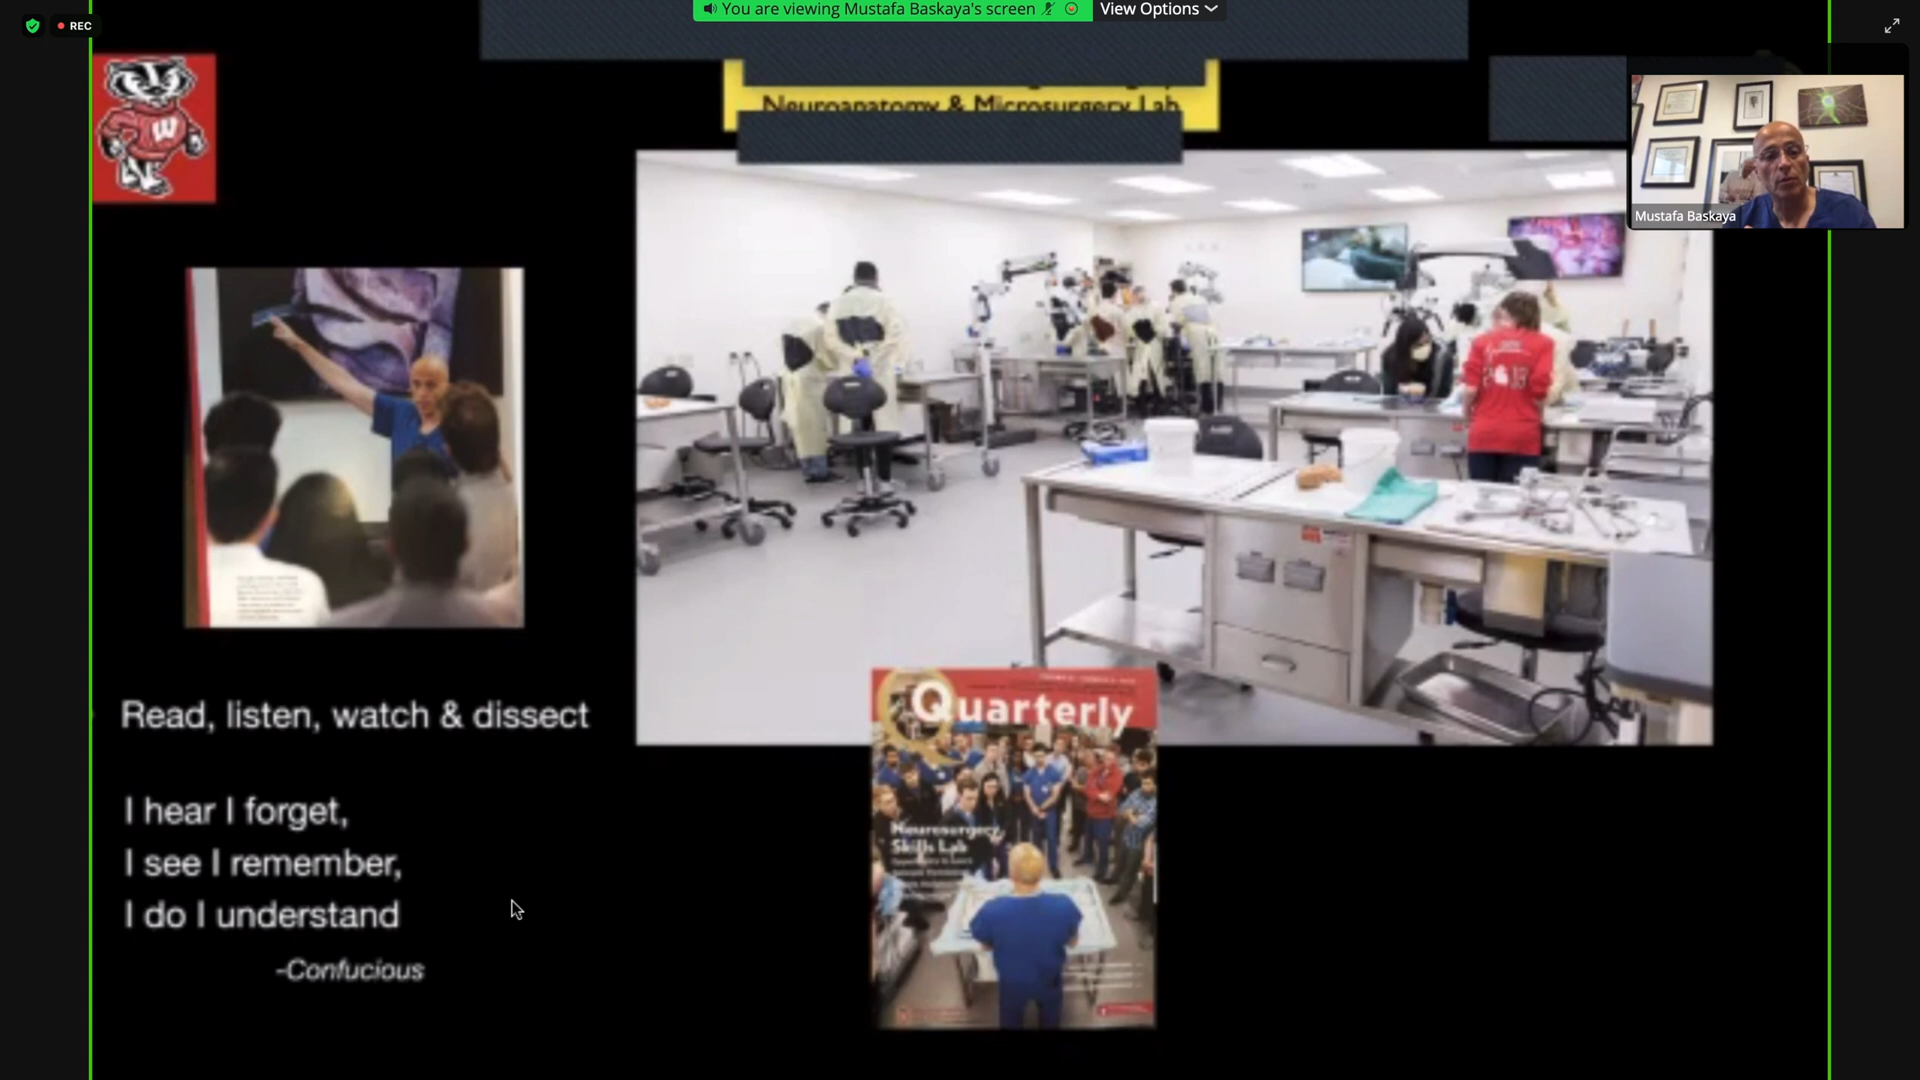 You are viewing Mustafa Baskaya's screen
View Options
REC
Neuroanatomy & Microsurgery Lab
W
Mustafa Baskaya
Read, listen, watch & dissect
I hear I forget,
I see I remember,
I do I understand
-Confucious
Quarterly
Neurosurgery
Skills Lab